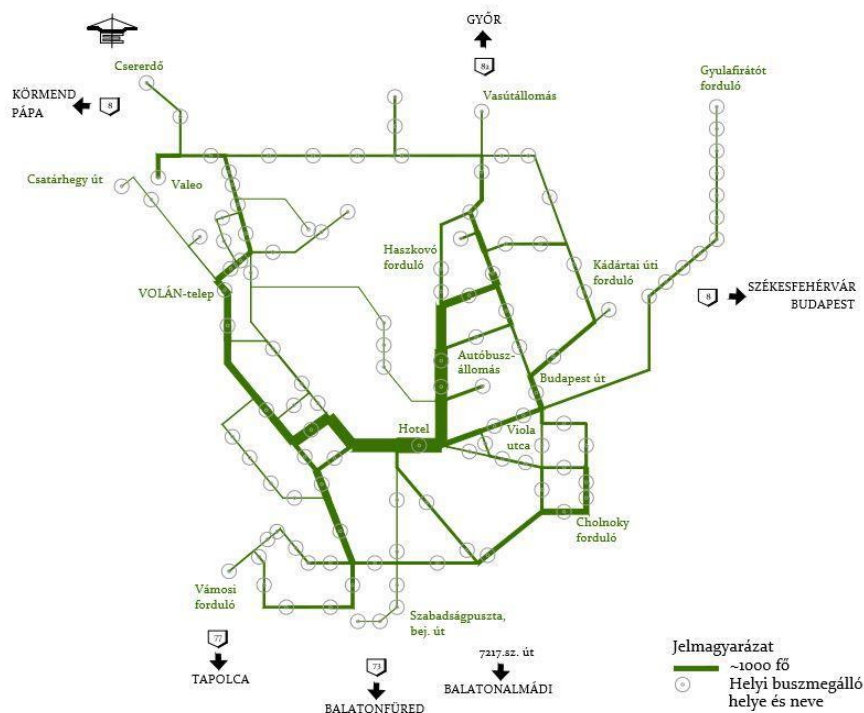 GYŐR
82
Csererdő
Gyulafirátót
forduló
KÖRMEND
PÁPA
8
Vasútállomás
Csatárhegy út
Valeo
Haszkovó
forduló
Kádártai úti
forduló
VOLÁN-telep
8
SZÉKESFEHÉRVÁR
BUDAPEST
Autóbusz-
állomás
Budapest út
Hotel
Viola
utca
Cholnoky
forduló
Vámosi
forduló
Szabadságpuszta,
bej. út
77
TAPOLCA
73
BALATONFÜRED
7217.sz. út
BALATONALMÁDI
Jelmagyarázat
~1000 fő
Helyi buszmegálló
helye és neve